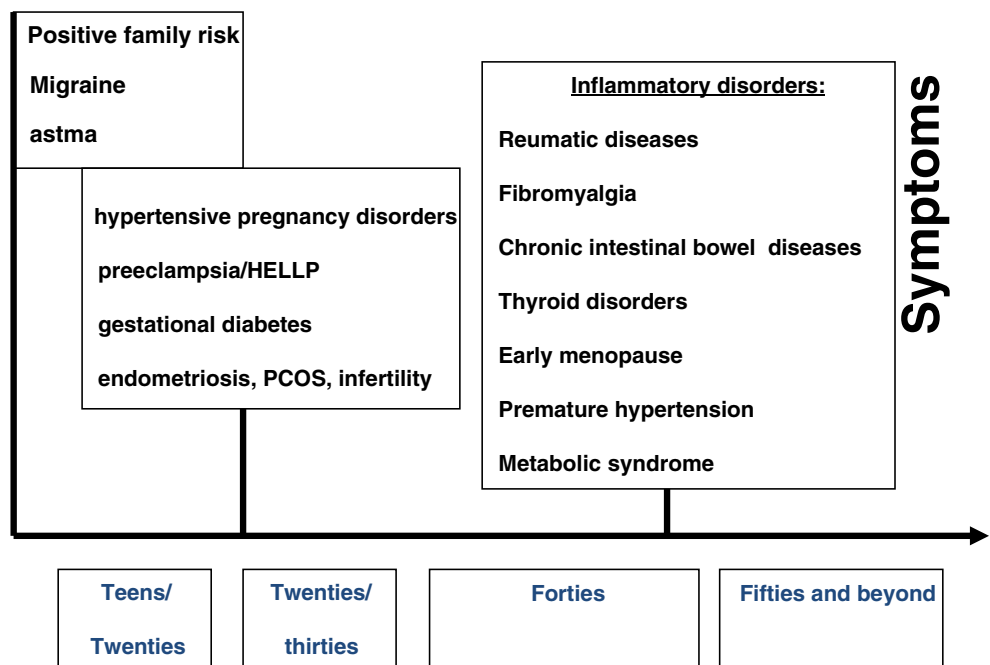 Positive family risk
Migraine
astma
hypertensive pregnancy disorders
preeclampsia/HELLP
gestational diabetes
endometriosis, PCOS, infertility
Inflammatory disorders:
Reumatic diseases
Fibromyalgia
Chronic intestinal bowel diseases
Thyroid disorders
Early menopause
Premature hypertension
Metabolic syndrome
Symptoms
Teens/
Twenties
Twenties/
thirties
Forties
Fifties and beyond